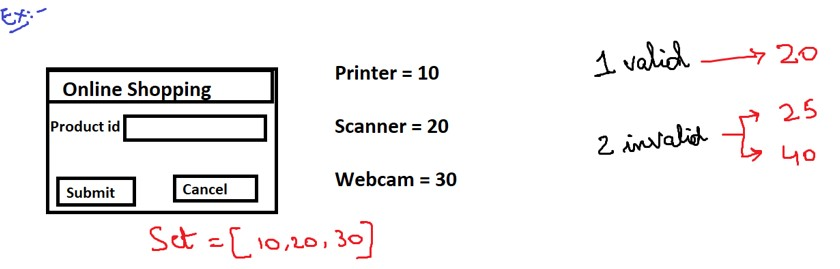 Ex:-
Online Shopping
Product id
Submit
Cancel
Printer = 10
Scanner = 20
Webcam = 30
Set = [10,20,30]
1 valid → 20
2 invalid → 25
→ 40